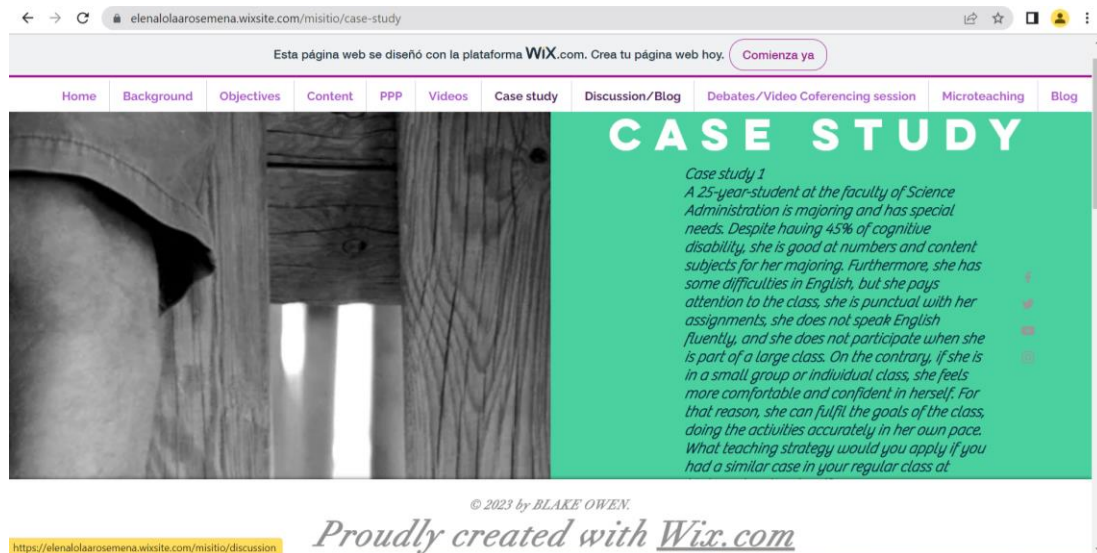 elenalolaarosemena.wixsite.com/misitio/case-study
Esta página web se diseñó con la plataforma WiX.com. Crea tu página web hoy. Comienza ya
Home Background Objectives Content PPP Videos Case study Discussion/Blog Debates/Video Coferencing session Microteaching Blog
CASE STUDY
Case study 1
A 25-year-student at the faculty of Science
Administration is majoring and has special
needs. Despite having 45% of cognitive
disability, she is good at numbers and content
subjects for her majoring. Furthermore, she has
some difficulties in English, but she pays
attention to the class, she is punctual with her
assignments, she does not speak English
fluently, and she does not participate when she
is part of a large class. On the contrary, if she is
in a small group or individual class, she feels
more comfortable and confident in herself. For
that reason, she can fulfil the goals of the class,
doing the activities accurately in her own pace.
What teaching strategy would you apply if you
had a similar case in your regular class at
© 2023 by BLAKE OWEN.
Proudly created with Wix.com
https://elenalolaarosemena.wixsite.com/misitio/discussion